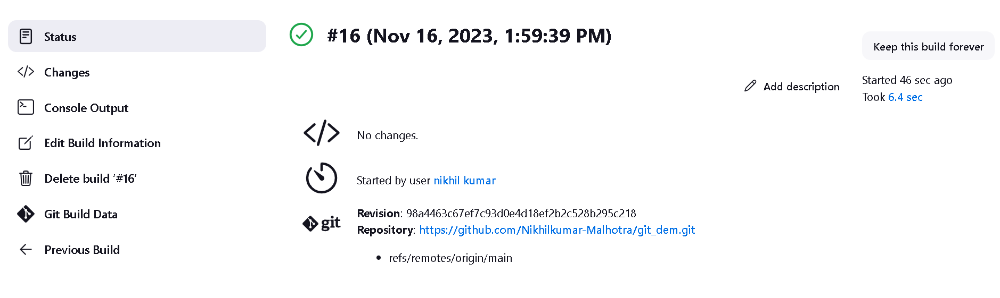 Status
Changes
Console Output
Edit Build Information
Delete build ‘#16’
Git Build Data
Previous Build
#16 (Nov 16, 2023, 1:59:39 PM)
Keep this build forever
Add description
Started 46 sec ago
Took 6.4 sec
No changes.
Started by user nikhil kumar
git
Revision: 98a4463c67ef7c93d0e4d18ef2b2c528b295c218
Repository: https://github.com/Nikhilkumar-Malhotra/git_dem.git
• refs/remotes/origin/main